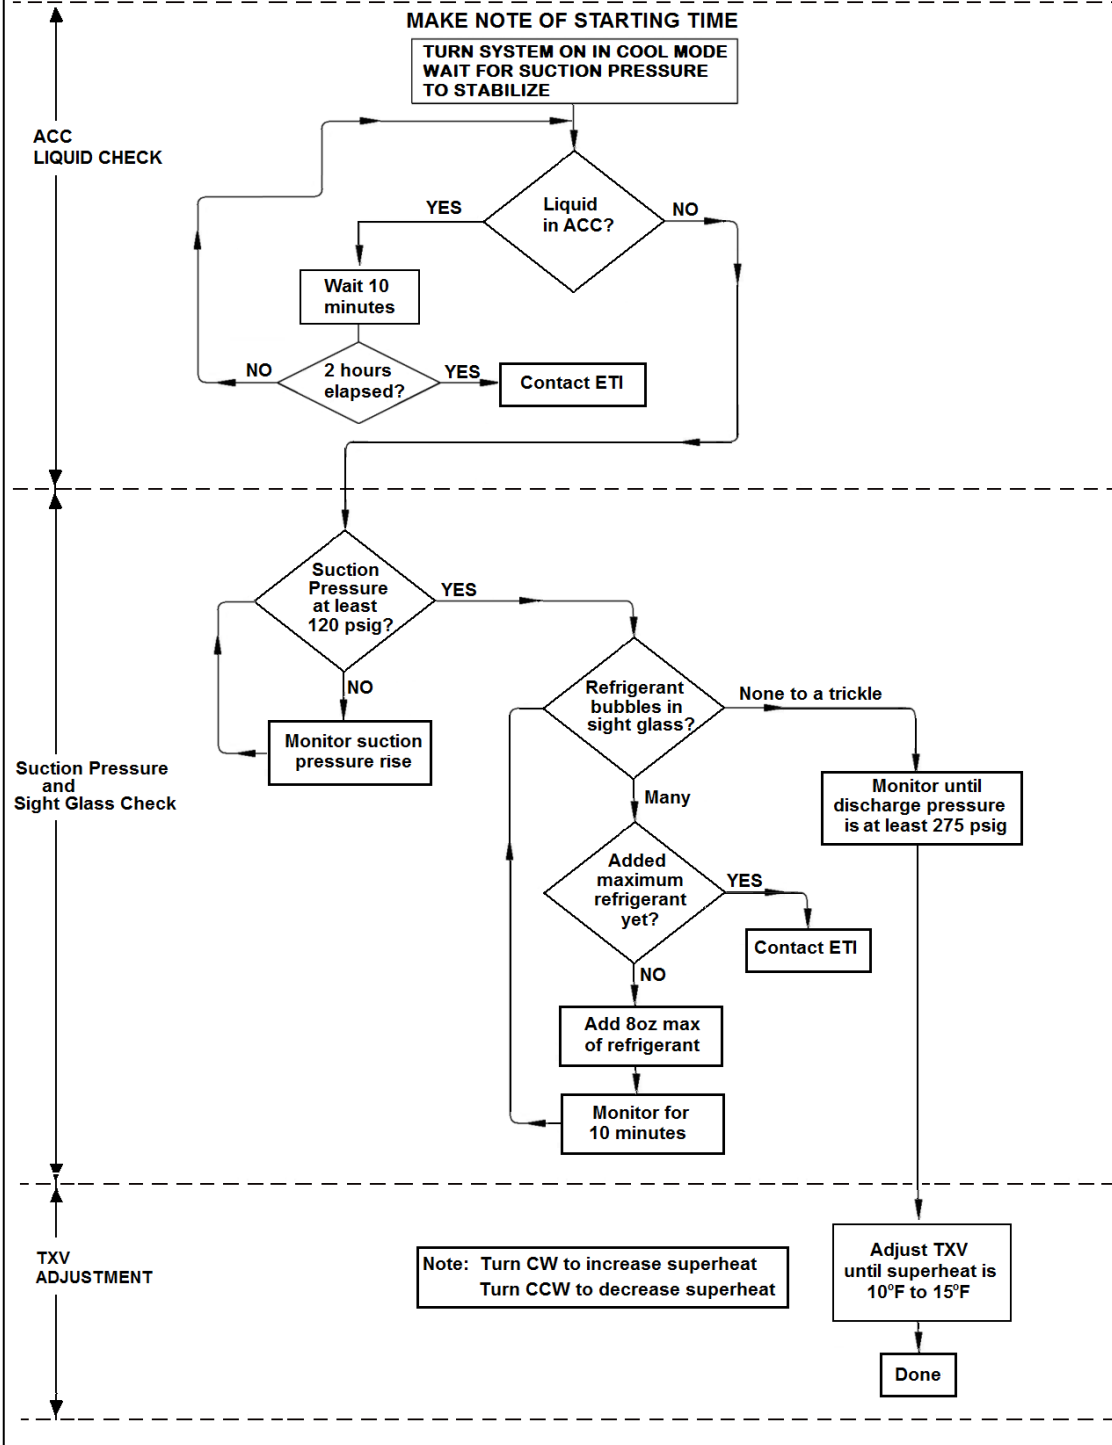 MAKE NOTE OF STARTING TIME
TURN SYSTEM ON IN COOL MODE
WAIT FOR SUCTION PRESSURE
TO STABILIZE
ACC
LIQUID CHECK
Liquid
in ACC?
YES
NO
Wait 10
minutes
2 hours
elapsed?
NO
YES
Contact ETI
Suction
Pressure
at least
120 psig?
YES
NO
Monitor suction
pressure rise
Suction Pressure
and
Sight Glass Check
Refrigerant
bubbles in
sight glass?
None to a trickle
Many
Monitor until
discharge pressure
is at least 275 psig
Added
maximum
refrigerant
yet?
YES
Contact ETI
NO
Add 8oz max
of refrigerant
Monitor for
10 minutes
TXV
ADJUSTMENT
Note: Turn CW to increase superheat
Turn CCW to decrease superheat
Adjust TXV
until superheat is
10°F to 15°F
Done